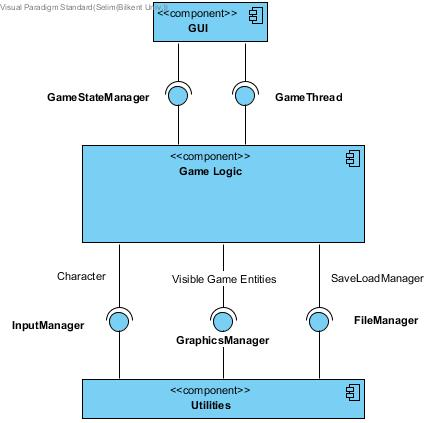 Visual Paradigm Standard(Selim(Bilkent Univ.))
<<component>>
GUI
GameStateManager
GameThread
<<component>>
Game Logic
Character
Visible Game Entities
SaveLoadManager
InputManager
GraphicsManager
FileManager
<<component>>
Utilities